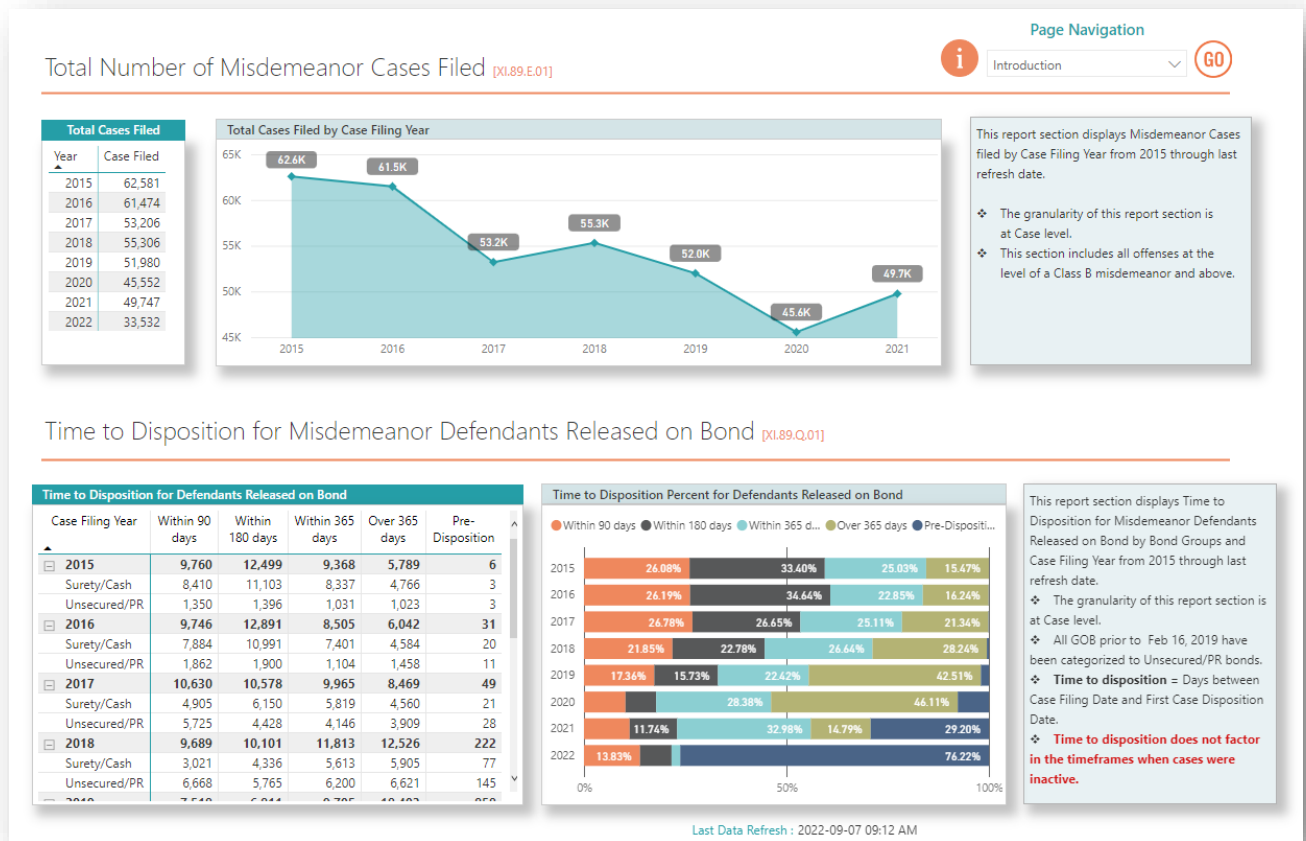 Page Navigation
Total Number of Misdemeanor Cases Filed [XI.89.E.01]
i
Introduction
GO
Total Cases Filed
Year Case Filed
2015 62,581
2016 61,474
2017 53,206
2018 55,306
2019 51,980
2020 45,552
2021 49,747
2022 33,532
Total Cases Filed by Case Filing Year
65K
60K
55K
50K
45K
62.6K
61.5K
53.2K
55.3K
52.0K
45.6K
49.7K
2015 2016 2017 2018 2019 2020 2021
This report section displays Misdemeanor Cases
filed by Case Filing Year from 2015 through last
refresh date.
❖ The granularity of this report section is
at Case level.
❖ This section includes all offenses at the
level of a Class B misdemeanor and above.
Time to Disposition for Misdemeanor Defendants Released on Bond [XI.89.Q.01]
Time to Disposition for Defendants Released on Bond
Case Filing Year Within 90 Within Within 365 Over 365 Pre-
days 180 days days days Disposition
2015 9,760 12,499 9,368 5,789 6
Surety/Cash 8,410 11,103 8,337 4,766 3
Unsecured/PR 1,350 1,396 1,031 1,023 3
2016 9,746 12,891 8,505 6,042 31
Surety/Cash 7,884 10,991 7,401 4,584 20
Unsecured/PR 1,862 1,900 1,104 1,458 11
2017 10,630 10,578 9,965 8,469 49
Surety/Cash 4,905 6,150 5,819 4,560 21
Unsecured/PR 5,725 4,428 4,146 3,909 28
2018 9,689 10,101 11,813 12,526 222
Surety/Cash 3,021 4,336 5,613 5,905 77
Unsecured/PR 6,668 5,765 6,200 6,621 145
Time to Disposition Percent for Defendants Released on Bond
Within 90 days Within 180 days Within 365 d... Over 365 days Pre-Dispositi...
2015 26.08% 33.40% 25.03% 15.47%
2016 26.19% 34.64% 22.85% 16.24%
2017 26.78% 26.65% 25.11% 21.34%
2018 21.85% 22.78% 26.64% 28.24%
2019 17.36% 15.73% 22.42% 42.51%
2020 28.38% 46.11%
2021 11.74% 32.98% 14.79% 29.20%
2022 13.83% 76.22%
0% 50% 100%
This report section displays Time to
Disposition for Misdemeanor Defendants
Released on Bond by Bond Groups and
Case Filing Year from 2015 through last
refresh date.
❖ The granularity of this report section is
at Case level.
❖ All GOB prior to Feb 16, 2019 have
been categorized to Unsecured/PR bonds.
❖ Time to disposition = Days between
Case Filing Date and First Case Disposition
Date.
❖ Time to disposition does not factor
in the timeframes when cases were
inactive.
Last Data Refresh : 2022-09-07 09:12 AM